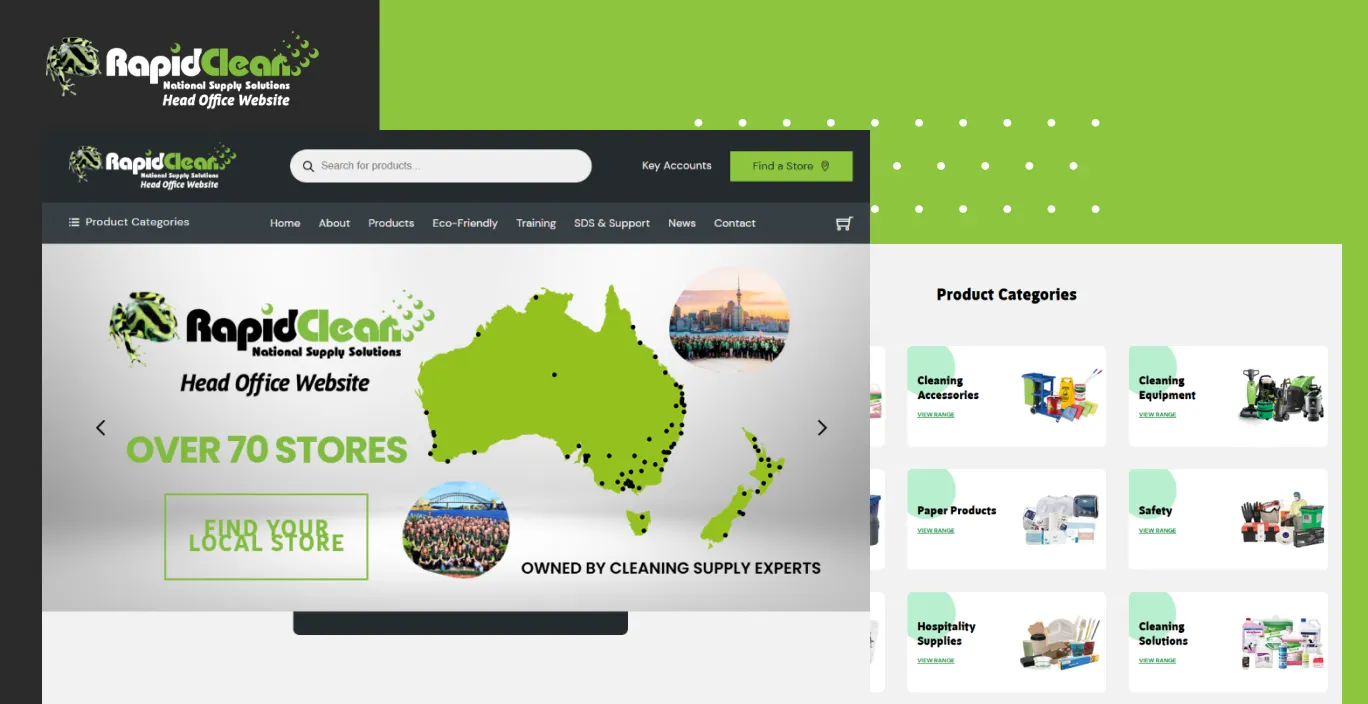 RapidClean
National Supply Solutions
Head Office Website
RapidClean
National Supply Solutions
Head Office Website
Search for products...
Key Accounts
Find a Store
Product Categories
Home
About
Products
Eco-Friendly
Training
SDS & Support
News
Contact
RapidClean
National Supply Solutions
Head Office Website
OVER 70 STORES
FIND YOUR
LOCAL STORE
OWNED BY CLEANING SUPPLY EXPERTS
Product Categories
Cleaning
Accessories
VIEW RANGE
Cleaning
Equipment
VIEW RANGE
Paper Products
VIEW RANGE
Safety
VIEW RANGE
Hospitality
Supplies
VIEW RANGE
Cleaning
Solutions
VIEW RANGE